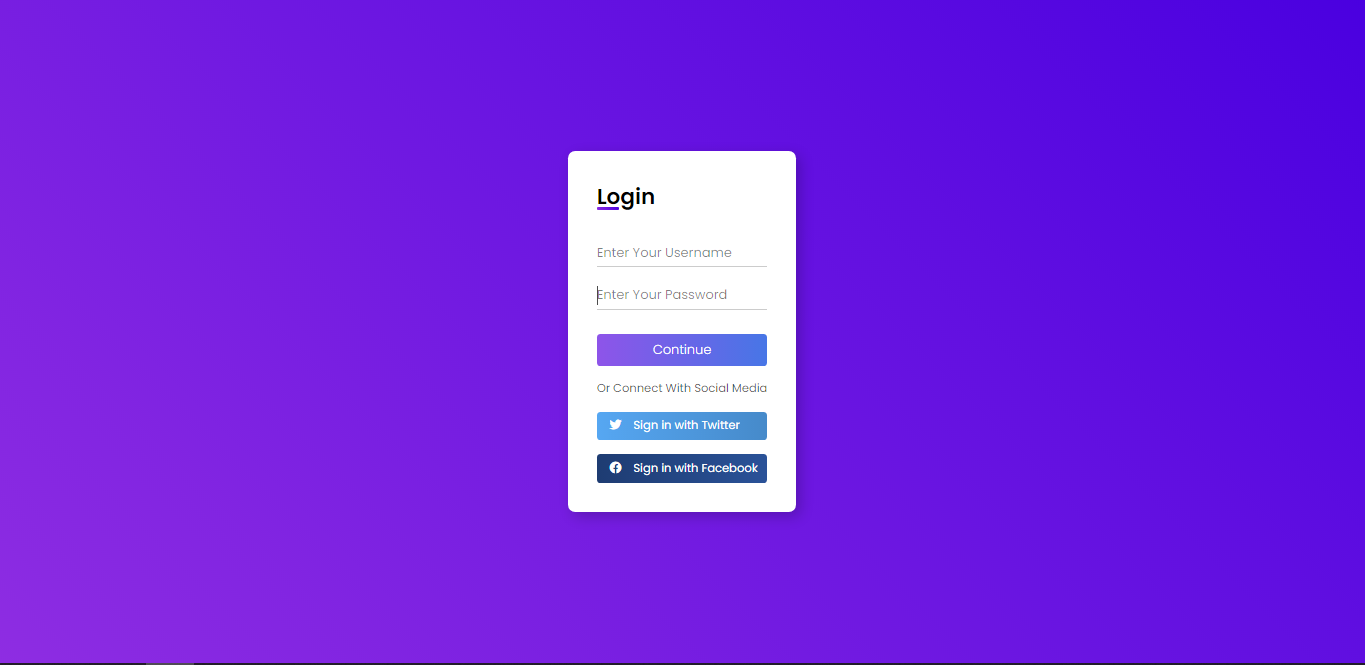 Login
Enter Your Username
Enter Your Password
Continue
Or Connect With Social Media
Sign in with Twitter
Sign in with Facebook